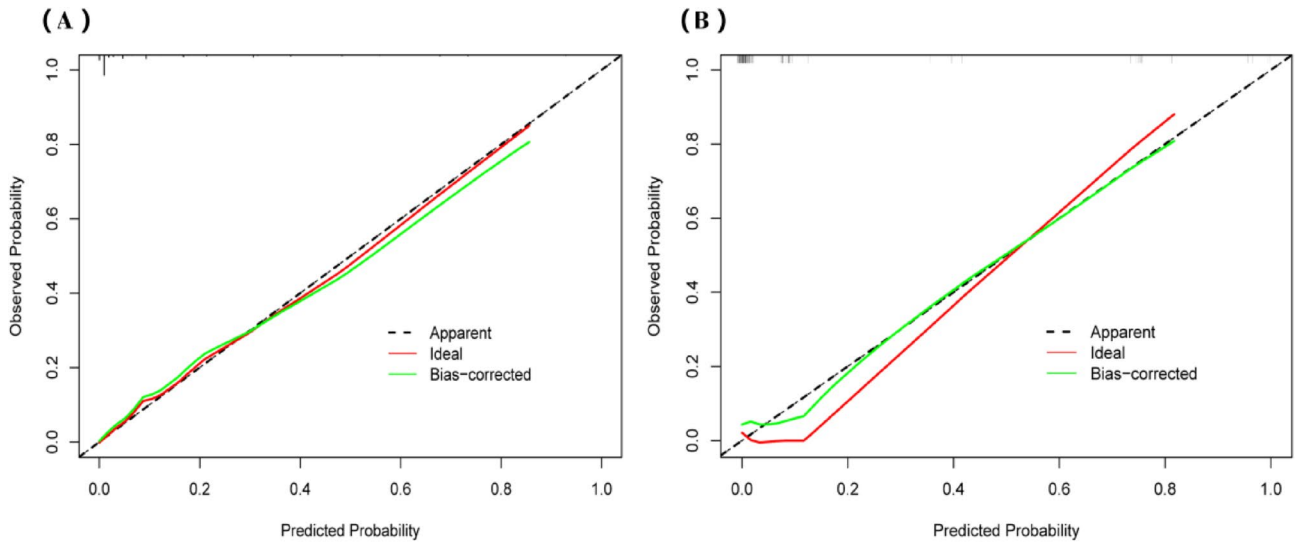 (A)
1.0
0.8
0.6
0.4
0.2
0.0
Observed Probability
Apparent
Ideal
Bias-corrected
0.0 0.2 0.4 0.6 0.8 1.0
Predicted Probability
(B)
1.0
0.8
0.6
0.4
0.2
0.0
Observed Probability
Apparent
Ideal
Bias-corrected
0.0 0.2 0.4 0.6 0.8 1.0
Predicted Probability